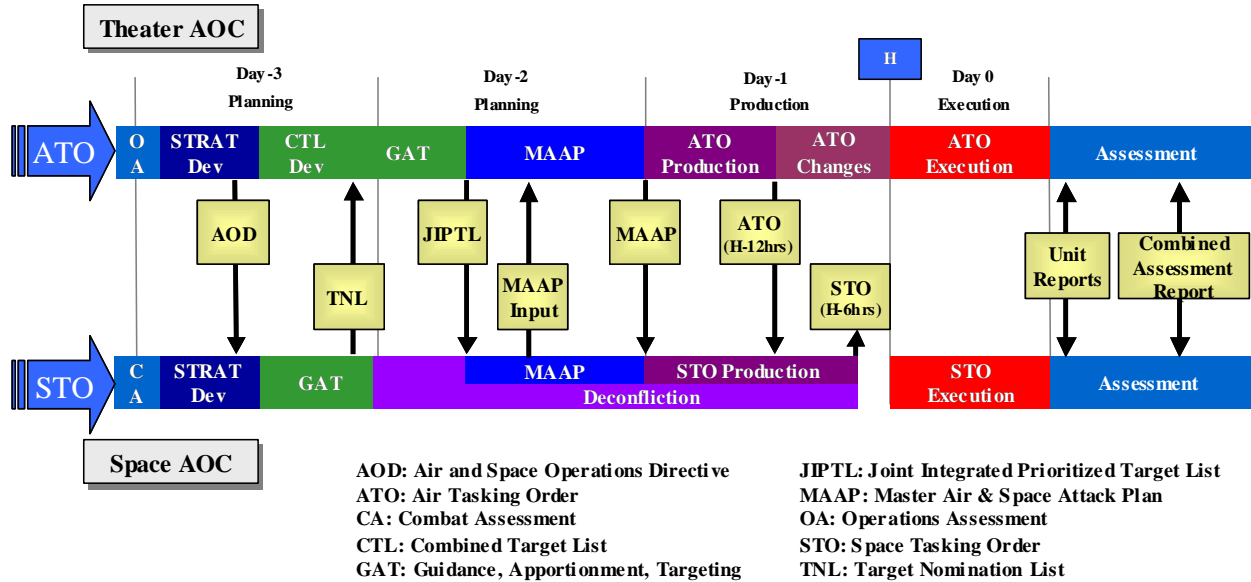 Theater AOC
H
Day-3
Planning
Day-2
Planning
Day-1
Production
Day 0
Execution
ATO
O
A
STRAT
Dev
CTL
Dev
GAT
MAAP
ATO
Production
ATO
Changes
ATO
Execution
Assessment
AOD
TNL
JIPTL
MAAP
Input
MAAP
ATO
(H-12hrs)
STO
(H-6hrs)
Unit
Reports
Combined
Assessment
Report
STO
C
A
STRAT
Dev
GAT
MAAP
STO Production
Deconfliction
STO
Execution
Assessment
Space AOC
AOD: Air and Space Operations Directive
ATO: Air Tasking Order
CA: Combat Assessment
CTL: Combined Target List
GAT: Guidance, Apportionment, Targeting
JIPTL: Joint Integrated Prioritized Target List
MAAP: Master Air & Space Attack Plan
OA: Operations Assessment
STO: Space Tasking Order
TNL: Target Nomination List